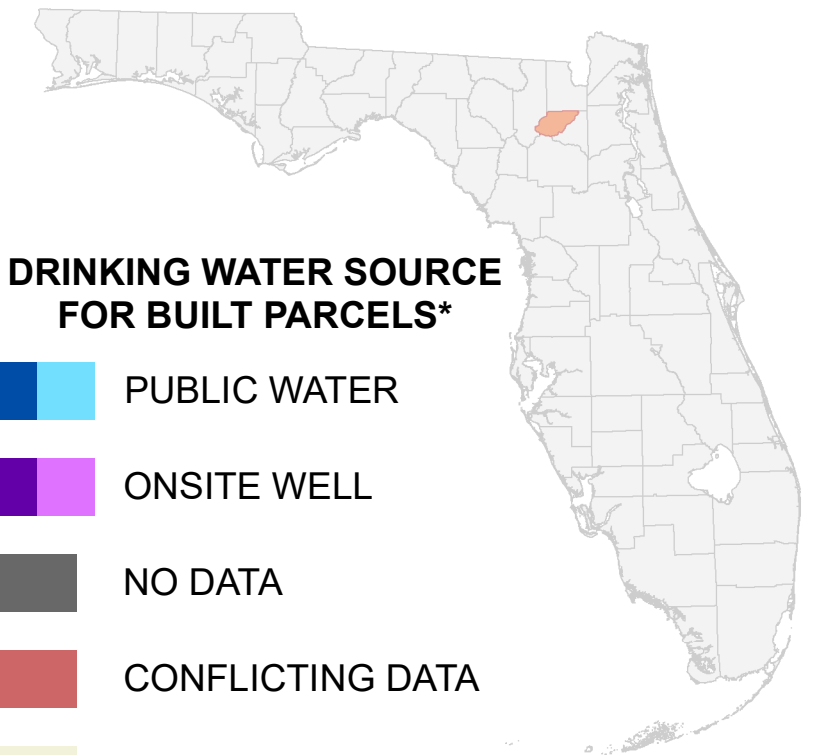 DRINKING WATER SOURCE
FOR BUILT PARCELS*
PUBLIC WATER
ONSITE WELL
NO DATA
CONFLICTING DATA